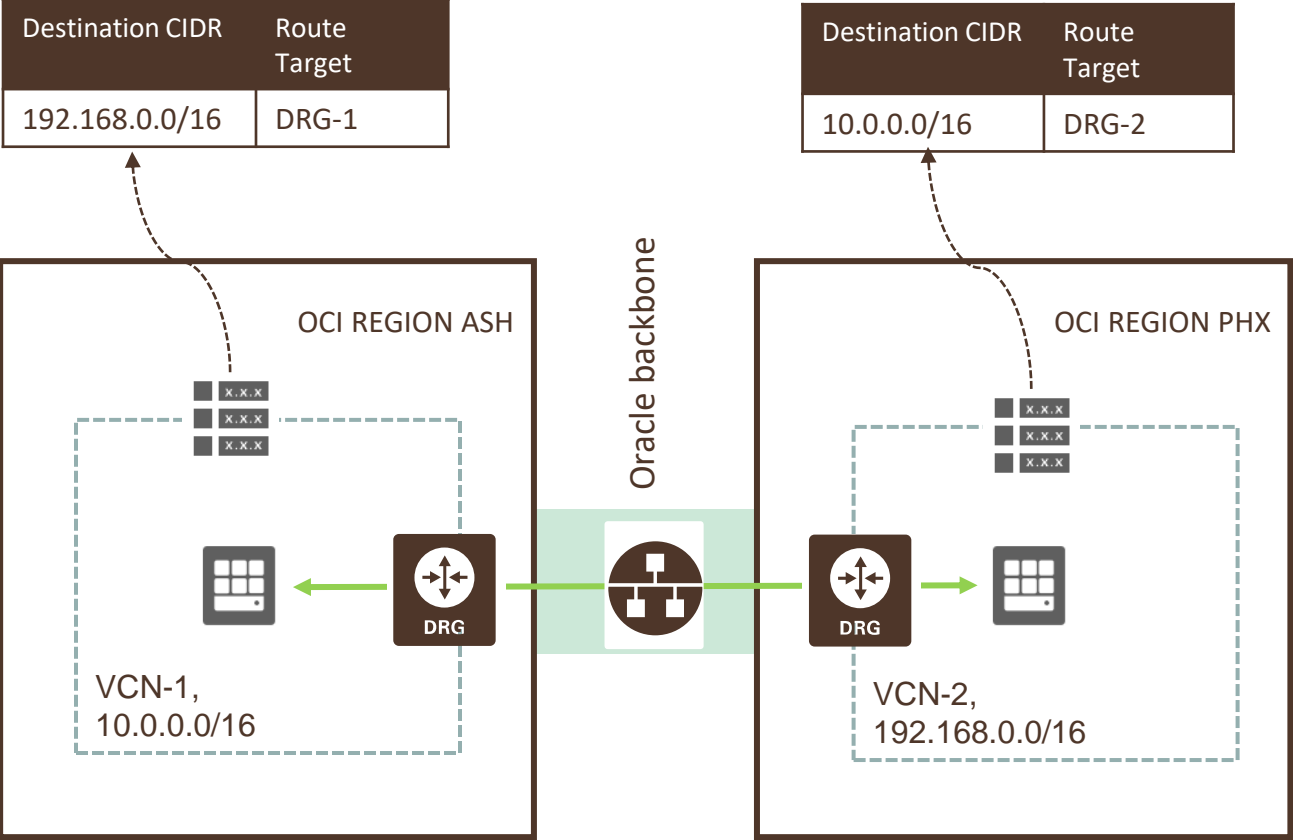 Destination CIDR
Route
Target
192.168.0.0/16
DRG-1
Destination CIDR
Route
Target
10.0.0.0/16
DRG-2
Oracle backbone
OCI REGION ASH
x.x.x
x.x.x
x.x.x
DRG
VCN-1,
10.0.0.0/16
OCI REGION PHX
x.x.x
x.x.x
x.x.x
DRG
VCN-2,
192.168.0.0/16